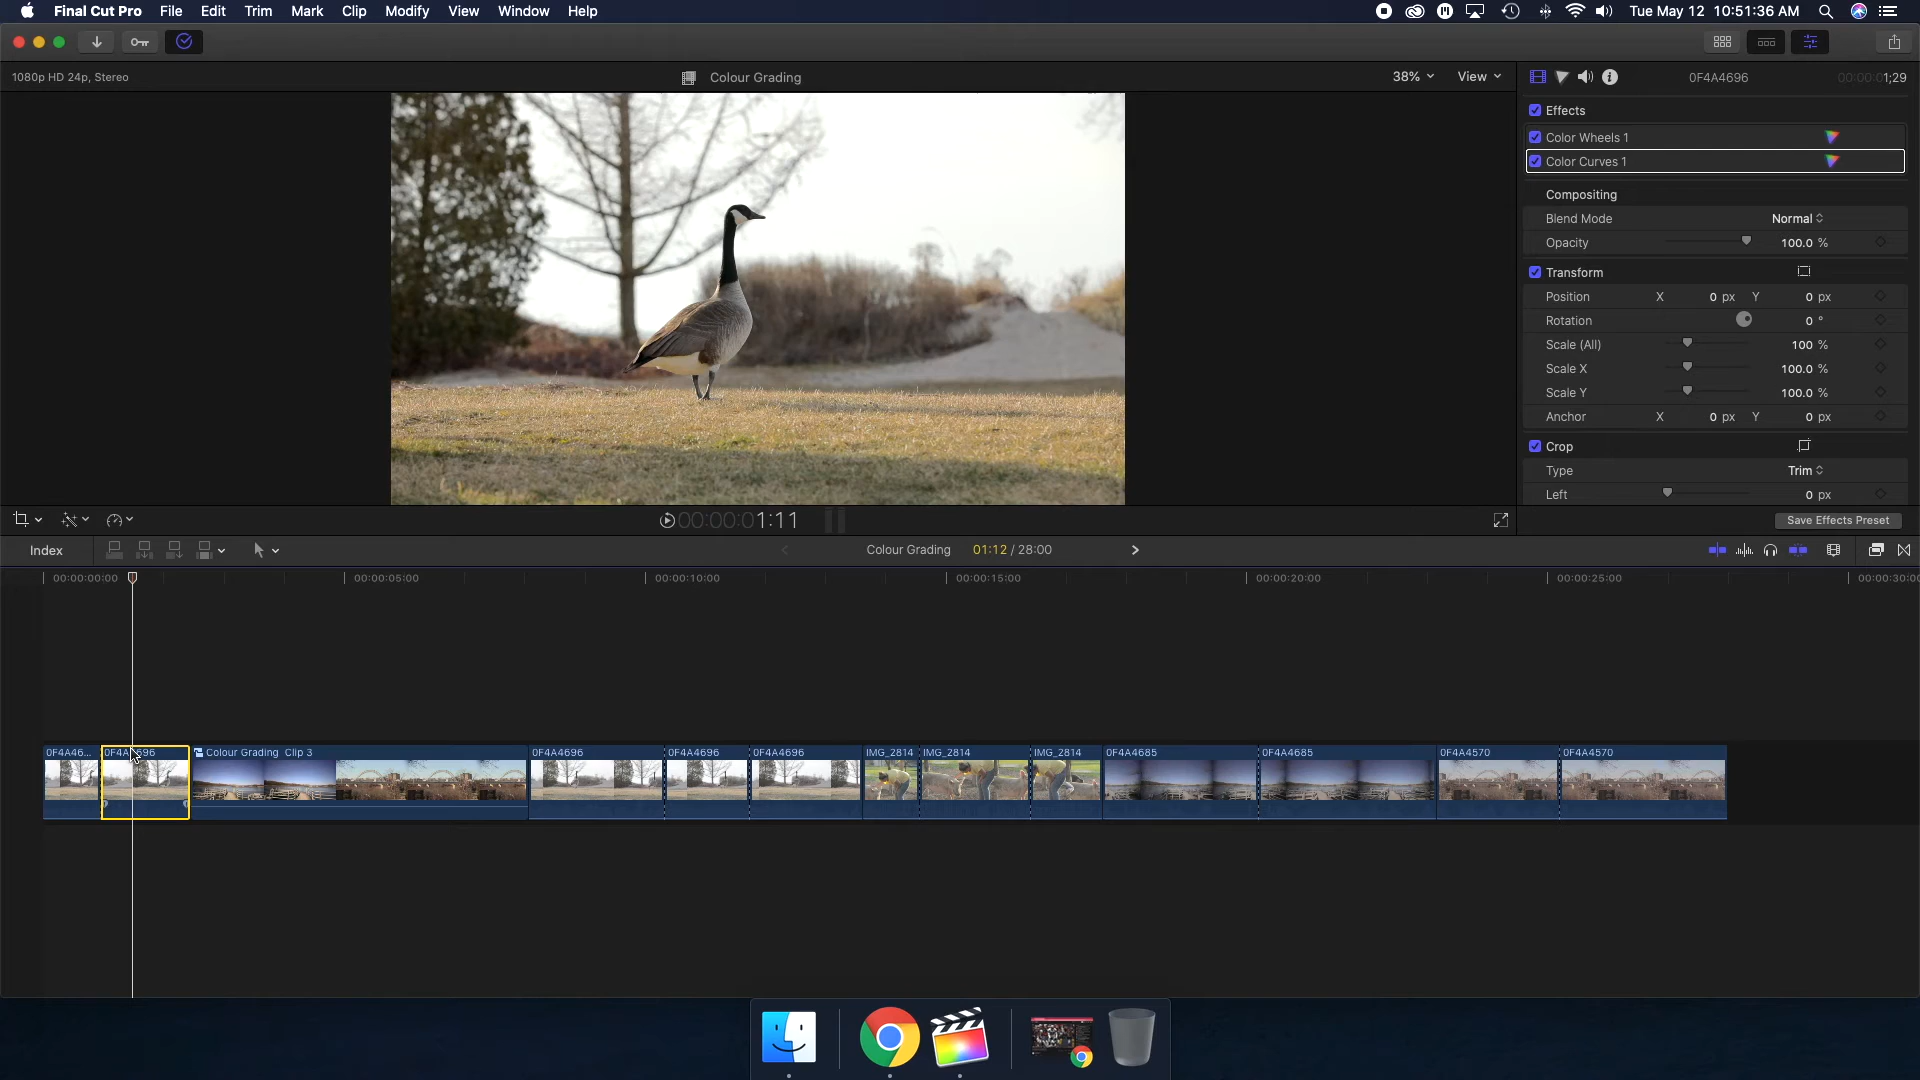 Final Cut Pro File Edit Trim Mark Clip Modify View Window Help Tue May 12 10:51:36 AM
1080p HD 24p, Stereo Colour Grading 38% View 0F4A4696 00:00:01;29
Effects
Color Wheels 1
Color Curves 1
Compositing
Blend Mode Normal
Opacity 100.0 %
Transform
Position X 0 px Y 0 px
Rotation 0 °
Scale (All) 100 %
Scale X 100.0 %
Scale Y 100.0 %
Anchor X 0 px Y 0 px
Crop
Type Trim
Left 0 px
00:00:01:11 Save Effects Preset
Index Colour Grading 01:12 / 28:00
00:00:00:00 00:00:05:00 00:00:10:00 00:00:15:00 00:00:20:00 00:00:25:00 00:00:30:00
0F4A46... 0F4A4696 Colour Grading Clip 3 0F4A4696 0F4A4696 0F4A4696 IMG_2814 IMG_2814 IMG_2814 0F4A4685 0F4A4685 0F4A4570 0F4A4570